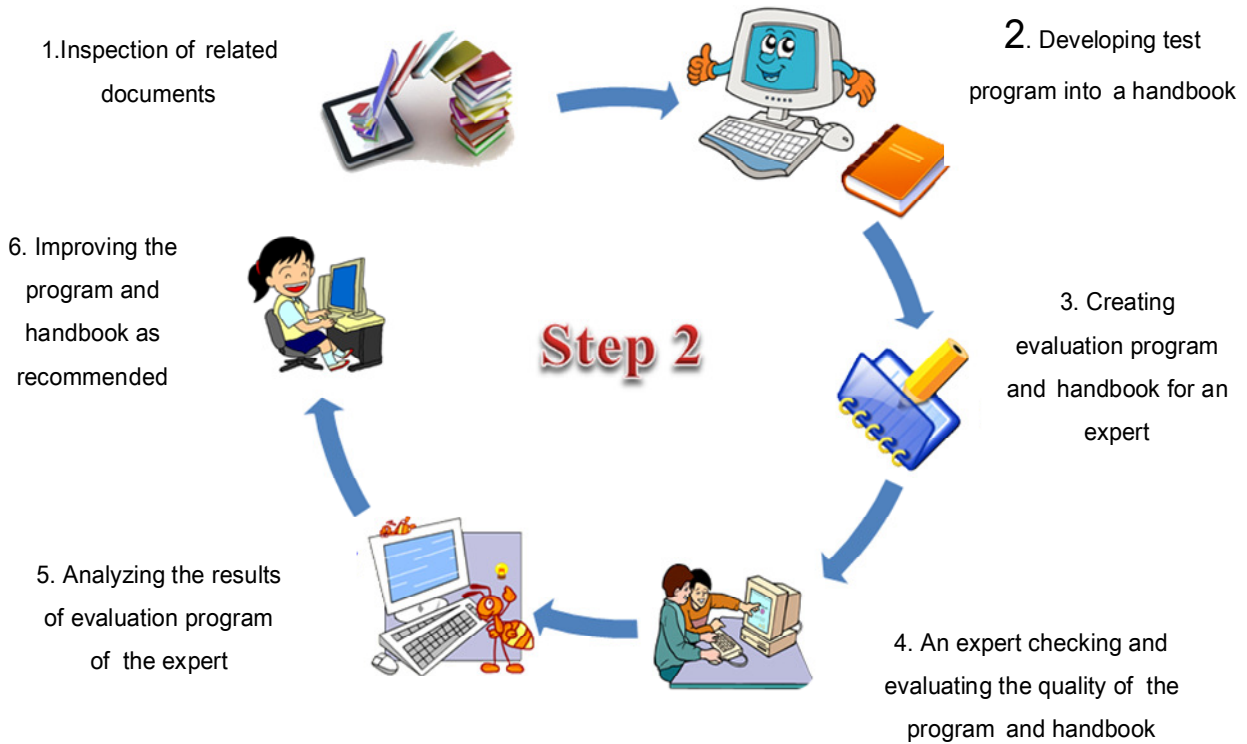 1.Inspection of related
documents
2. Developing test
program into a handbook
3. Creating
evaluation program
and handbook for an
expert
4. An expert checking and
evaluating the quality of the
program and handbook
5. Analyzing the results
of evaluation program
of the expert
6. Improving the
program and
handbook as
recommended
Step 2